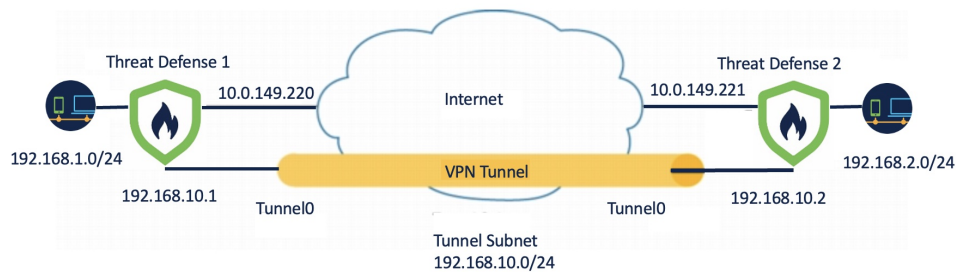 Threat Defense 1
Threat Defense 2
10.0.149.220
Internet
10.0.149.221
192.168.1.0/24
192.168.2.0/24
VPN Tunnel
192.168.10.1
192.168.10.2
Tunnel0
Tunnel0
Tunnel Subnet
192.168.10.0/24